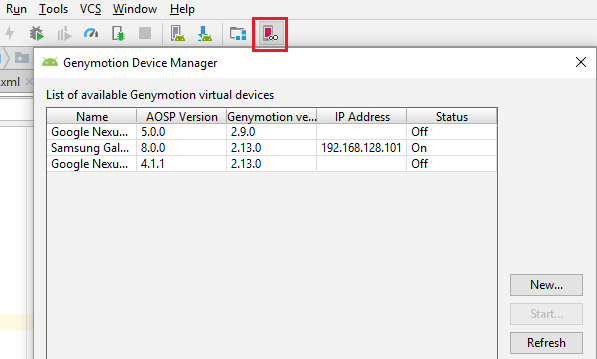 Run Tools VCS Window Help
.xml
Genymotion Device Manager
List of available Genymotion virtual devices
Name AOSP Version Genymotion ve... IP Address Status
Google Nexu... 5.0.0 2.9.0 Off
Samsung Gal... 8.0.0 2.13.0 192.168.128.101 On
Google Nexu... 4.1.1 2.13.0 Off
New...
Start...
Refresh